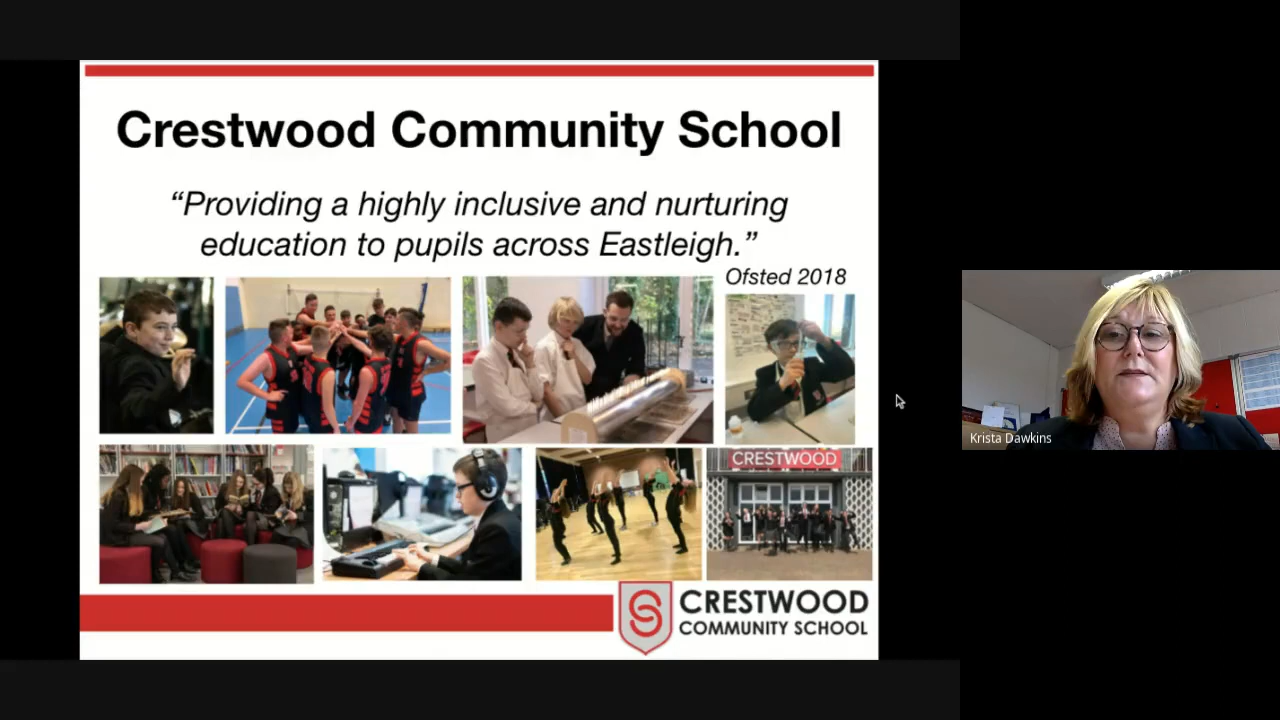 Crestwood Community School
“Providing a highly inclusive and nurturing
education to pupils across Eastleigh.”
Ofsted 2018
CRESTWOOD
CRESTWOOD
COMMUNITY SCHOOL
Krista Dawkins